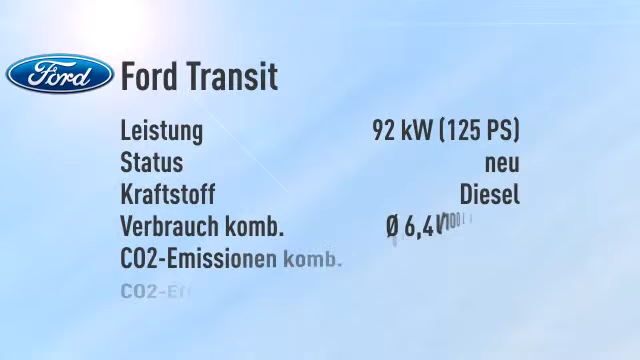 Ford
Ford Transit
Leistung 92 kW (125 PS)
Status neu
Kraftstoff Diesel
Verbrauch komb. Ø 6,4
CO2-Emissionen komb.